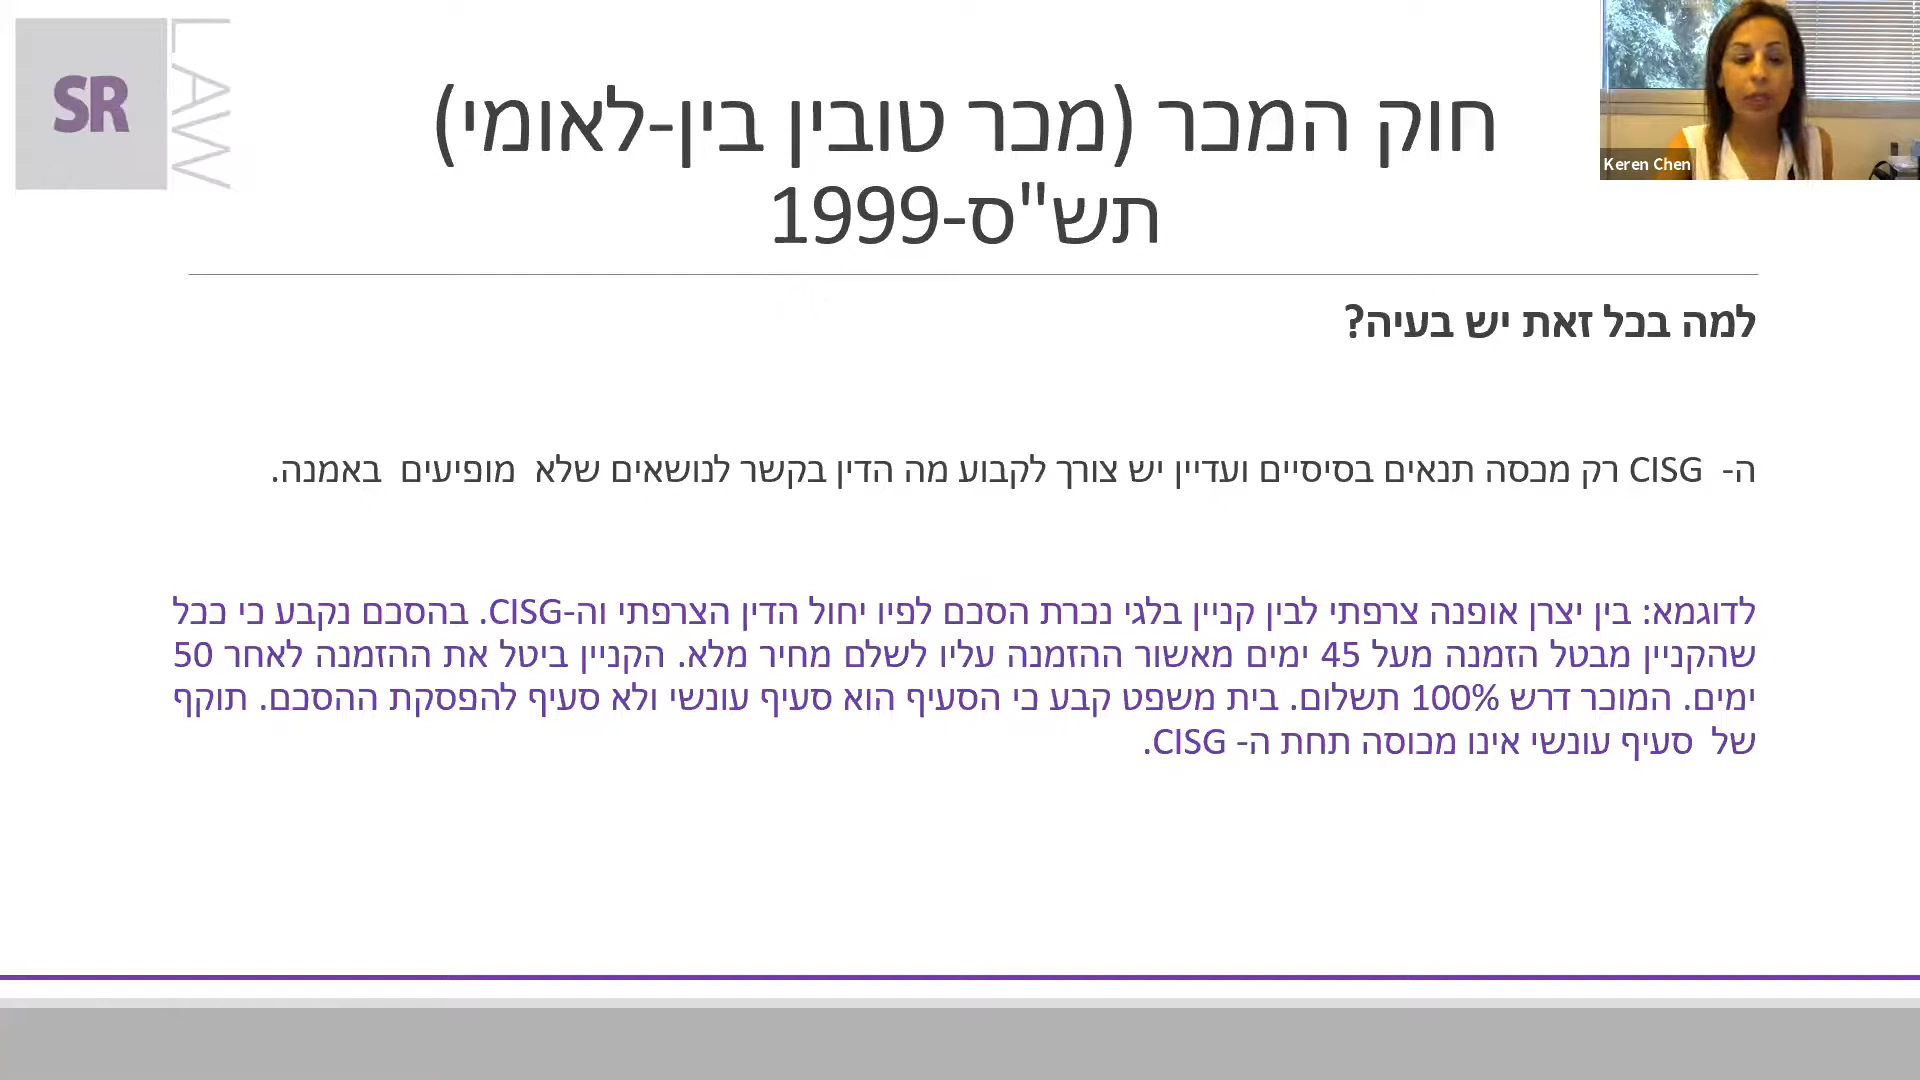 SR
LAW
חוק המכר (מכר טובין בין-לאומי)
תש"ס-1999
Keren Chen
למה בכל זאת יש בעיה?
ה- CISG רק מכסה תנאים בסיסיים ועדיין יש צורך לקבוע מה הדין בקשר לנושאים שלא מופיעים באמנה.
לדוגמא: בין יצרן אופנה צרפתי לבין קניין בלגי נכרת הסכם לפיו יחול הדין הצרפתי וה-CISG. בהסכם נקבע כי ככל
שהקניין מבטל הזמנה מעל 45 ימים מאשור ההזמנה עליו לשלם מחיר מלא. הקניין ביטל את ההזמנה לאחר 50
ימים. המוכר דרש 100% תשלום. בית משפט קבע כי הסעיף הוא סעיף עונשי ולא סעיף להפסקת ההסכם. תוקף
של סעיף עונשי אינו מכוסה תחת ה- CISG.